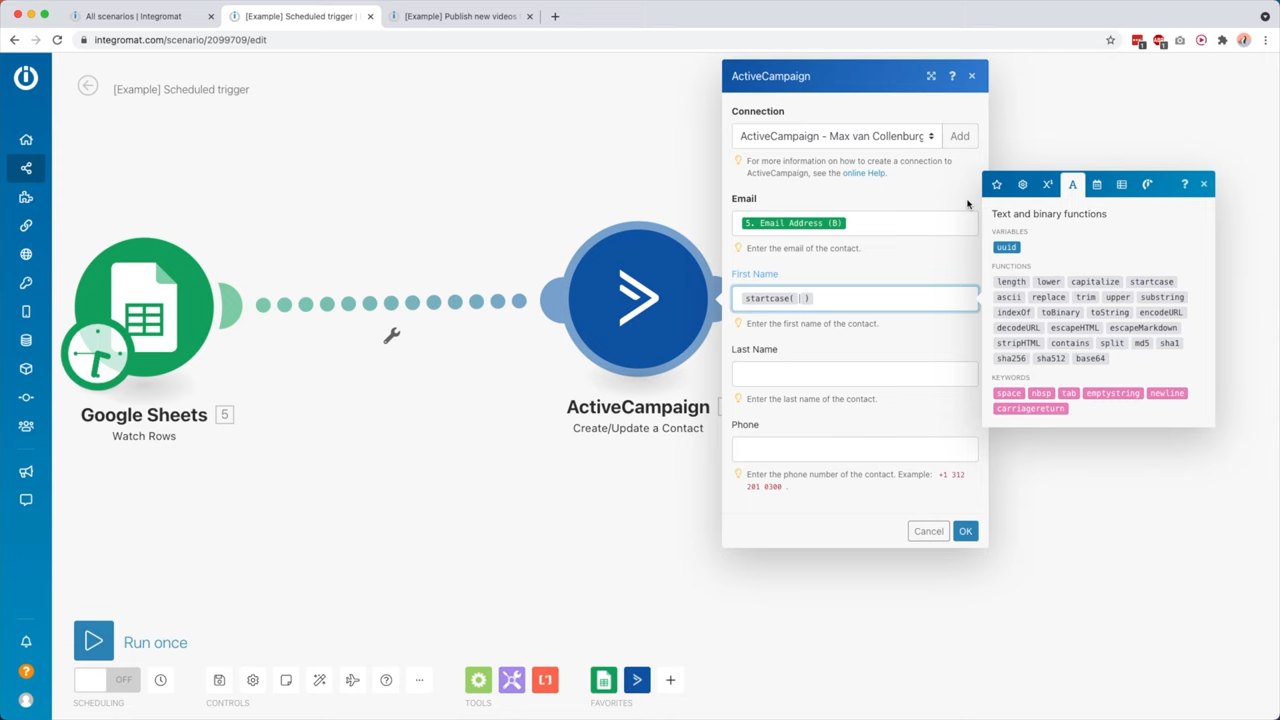 All scenarios | Integromat
[Example] Scheduled trigger |
[Example] Publish new videos
integromat.com/scenario/2099709/edit
[Example] Scheduled trigger
Google Sheets 5
Watch Rows
ActiveCampaign
Create/Update a Contact
ActiveCampaign
Connection
ActiveCampaign - Max van Collenburg
Add
For more information on how to create a connection to
ActiveCampaign, see the online Help.
Email
5. Email Address (B)
Enter the email of the contact.
First Name
startcase( )
Enter the first name of the contact.
Last Name
Enter the last name of the contact.
Phone
Enter the phone number of the contact. Example: +1 312
201 0300 .
Cancel
OK
Text and binary functions
VARIABLES
uuid
FUNCTIONS
length lower capitalize startcase
ascii replace trim upper substring
indexOf toBinary toString encodeURL
decodeURL escapeHTML escapeMarkdown
stripHTML contains split md5 sha1
sha256 sha512 base64
KEYWORDS
space nbsp tab emptystring newline
carriagereturn
Run once
OFF
SCHEDULING
CONTROLS
TOOLS
FAVORITES